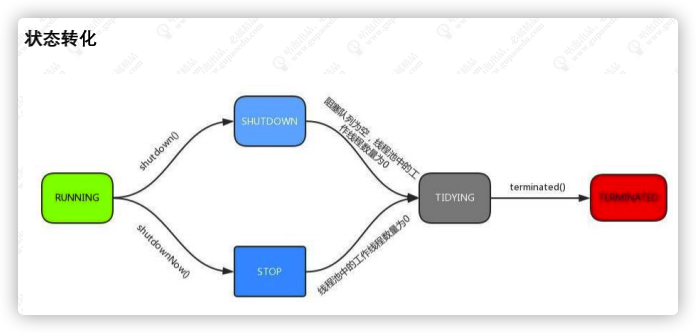 状态转化
SHUTDOWN
shutdown()
阻塞队列为空，线程池中的工
作线程数量为0
RUNNING
TIDYING
terminated()
TERMINATED
shutdownNow()
STOP
线程池中的工作线程数量为0